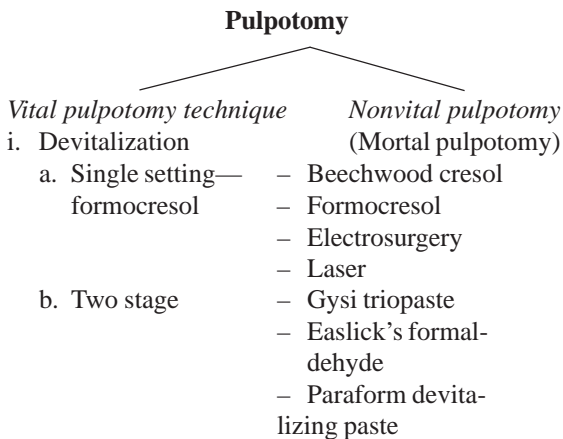 Pulpotomy
Vital pulpotomy technique Nonvital pulpotomy
i. Devitalization (Mortal pulpotomy)
a. Single setting— – Beechwood cresol
formocresol – Formocresol
– Electrosurgery
– Laser
b. Two stage – Gysi triopaste
– Easlick's formal-
dehyde
– Paraform devita-
lizing paste